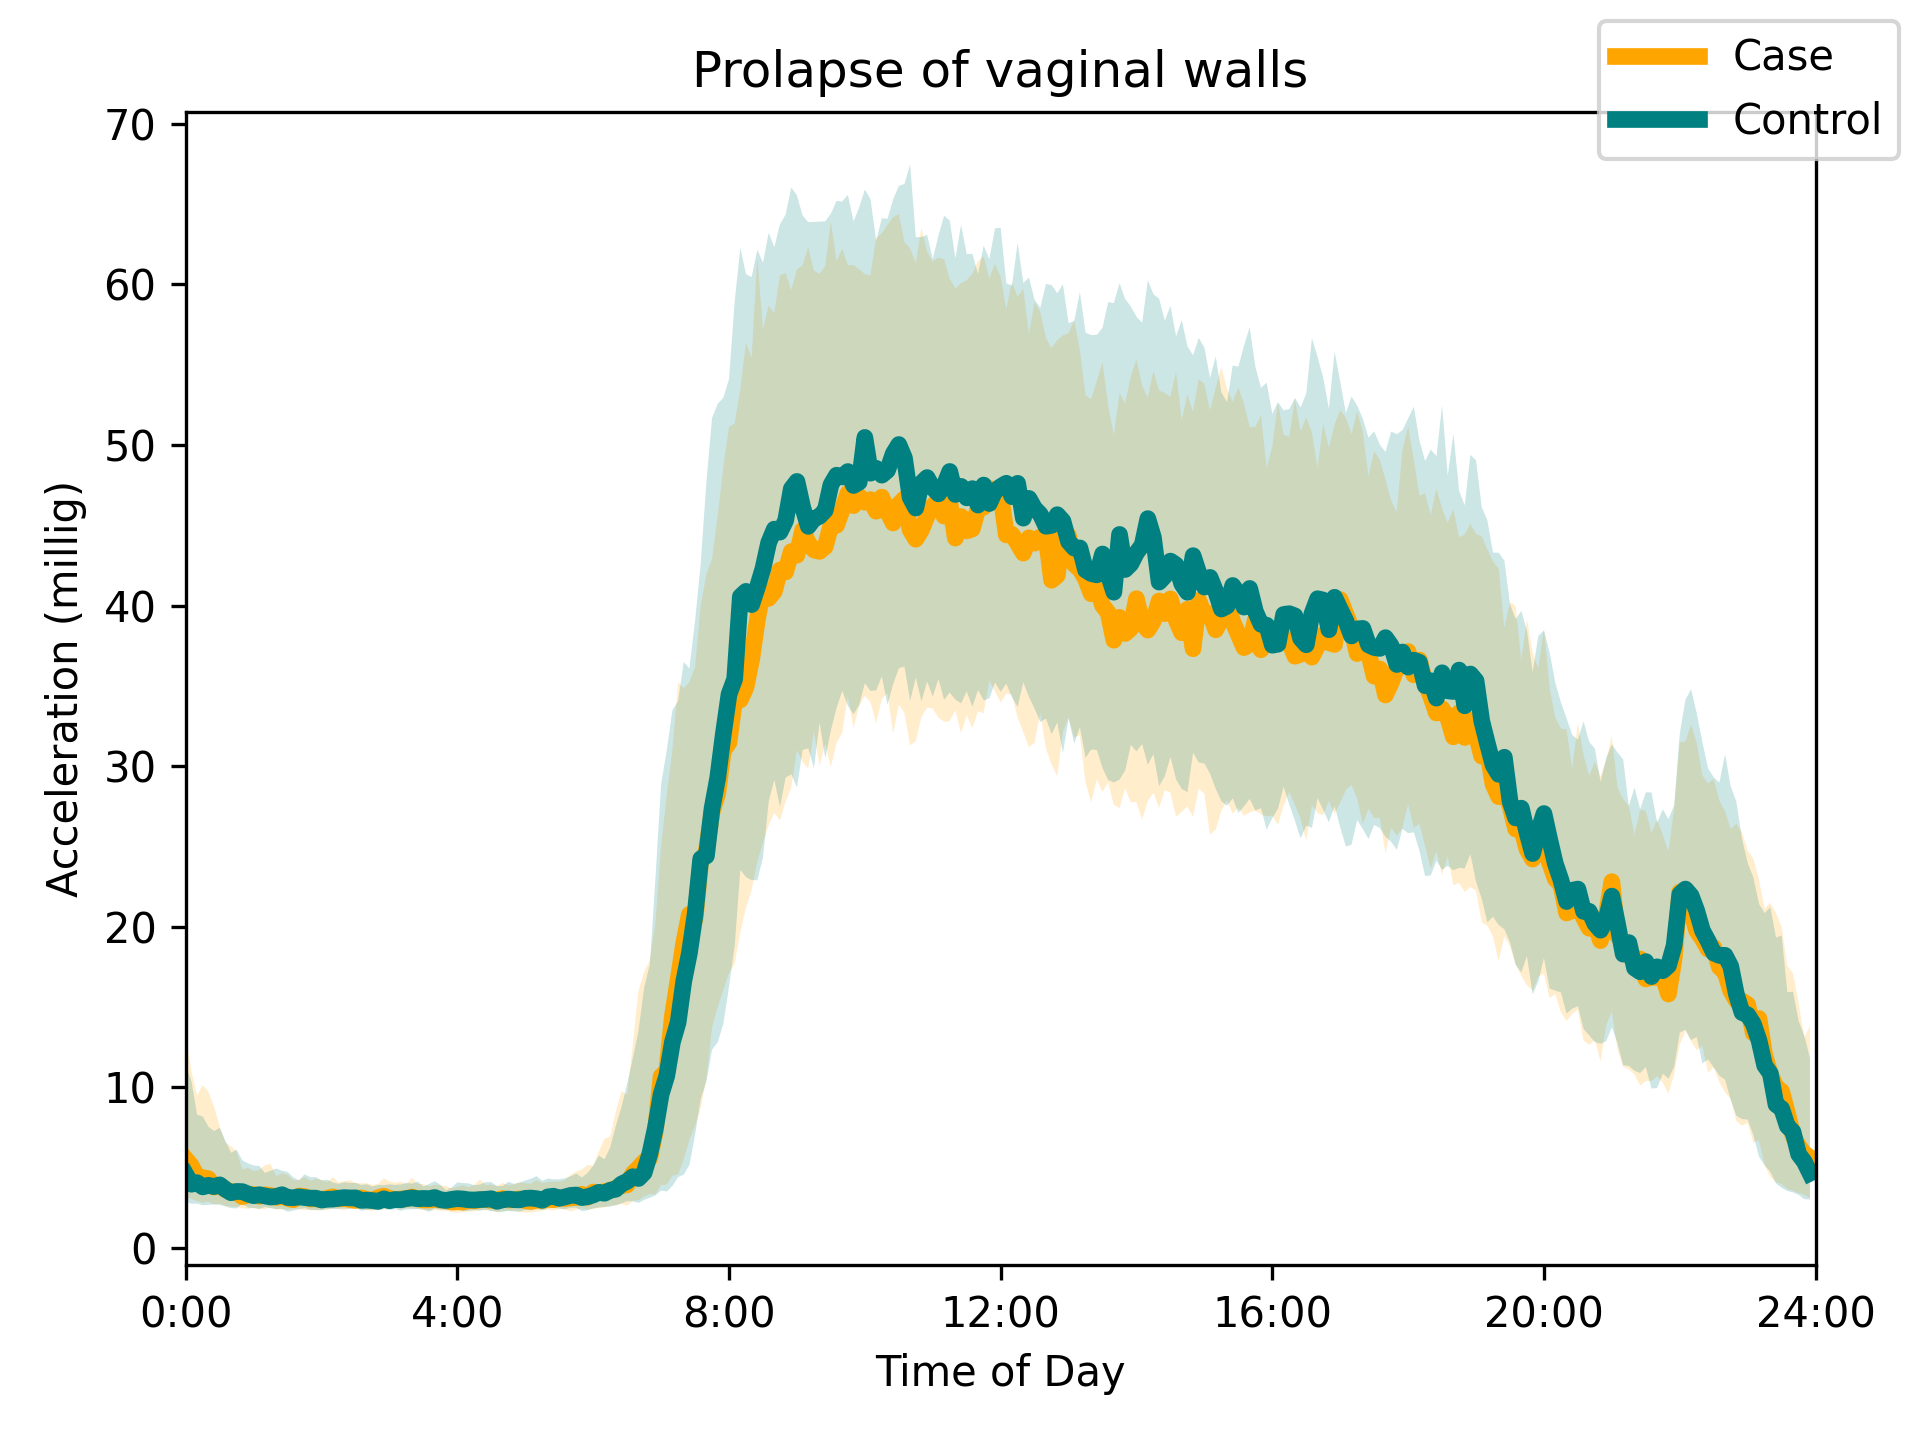 Prolapse of vaginal walls
Case
Control
70
60
50
40
30
20
10
0
Acceleration (millig)
0:00 4:00 8:00 12:00 16:00 20:00 24:00
Time of Day